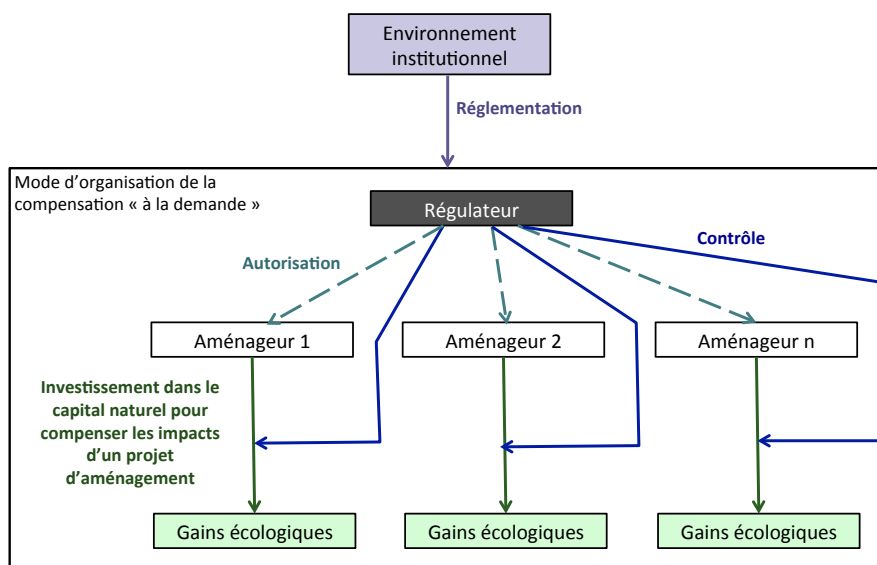 Environnement
institutionnel
Réglementation
Mode d’organisation de la
compensation « à la demande »
Régulateur
Contrôle
Autorisation
Aménageur 1
Aménageur 2
Aménageur n
Investissement dans le
capital naturel pour
compenser les impacts
d’un projet
d’aménagement
Gains écologiques
Gains écologiques
Gains écologiques